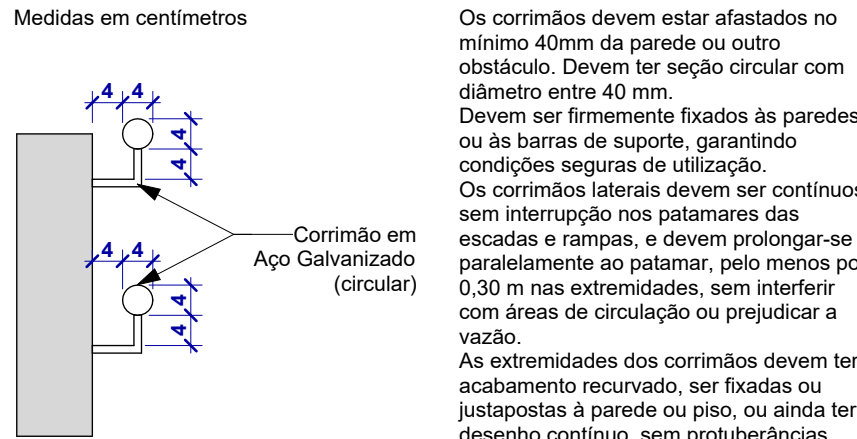 Medidas em centímetros
4 4
4
4
4 4
4
4
Corrimão em
Aço Galvanizado
(circular)
Os corrimãos devem estar afastados no
mínimo 40mm da parede ou outro
obstáculo. Devem ter seção circular com
diâmetro entre 40 mm.
Devem ser firmemente fixados às paredes
ou às barras de suporte, garantindo
condições seguras de utilização.
Os corrimãos laterais devem ser contínuos
sem interrupção nos patamares das
escadas e rampas, e devem prolongar-se
paralelamente ao patamar, pelo menos po
0,30 m nas extremidades, sem interferir
com áreas de circulação ou prejudicar a
vazão.
As extremidades dos corrimãos devem ter
acabamento recurvado, ser fixadas ou
justapostas à parede ou piso, ou ainda ter
desenho contínuo, sem protuberâncias